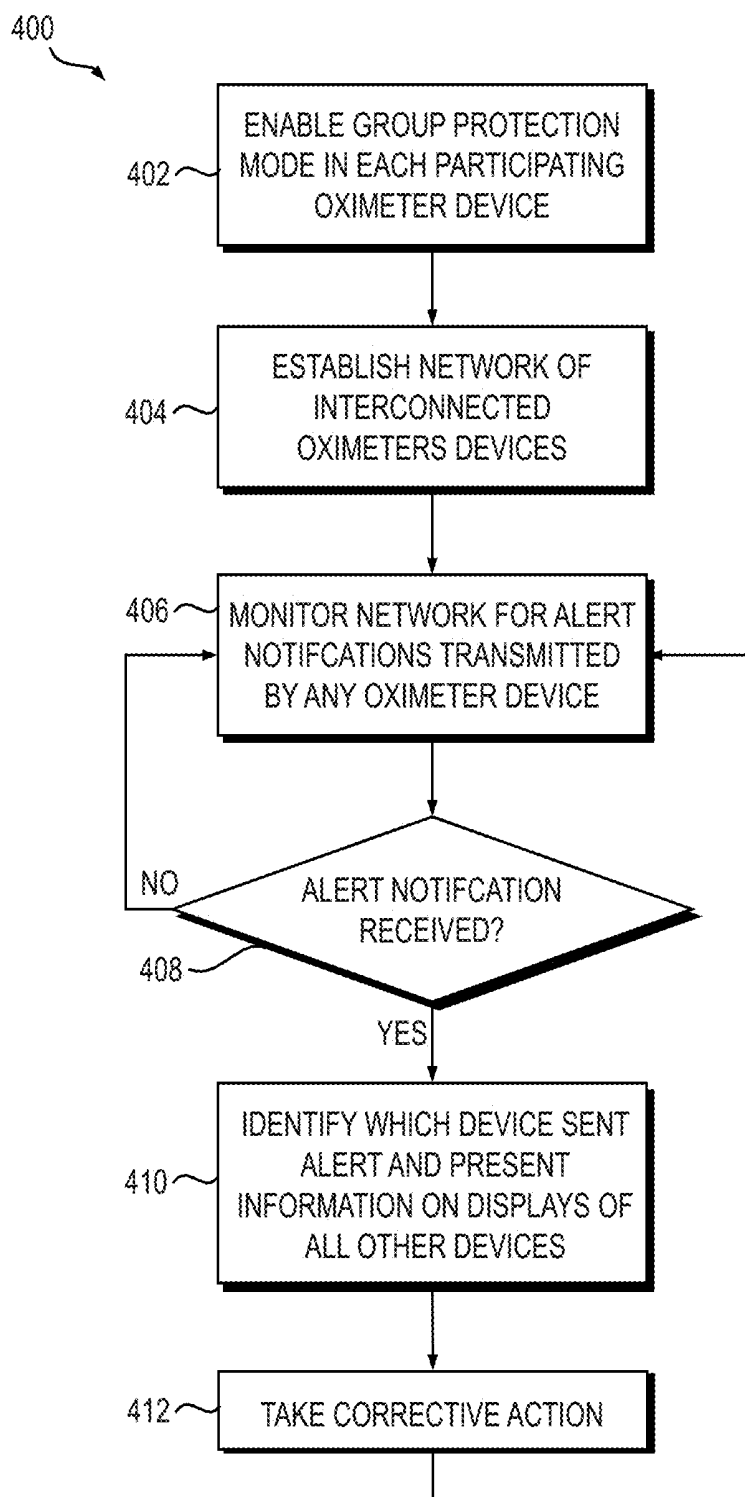 400
402
ENABLE GROUP PROTECTION
MODE IN EACH PARTICIPATING
OXIMETER DEVICE
404
ESTABLISH NETWORK OF
INTERCONNECTED
OXIMETERS DEVICES
406
MONITOR NETWORK FOR ALERT
NOTIFCATIONS TRANSMITTED
BY ANY OXIMETER DEVICE
NO
ALERT NOTIFCATION
RECEIVED?
408
YES
410
IDENTIFY WHICH DEVICE SENT
ALERT AND PRESENT
INFORMATION ON DISPLAYS OF
ALL OTHER DEVICES
412
TAKE CORRECTIVE ACTION